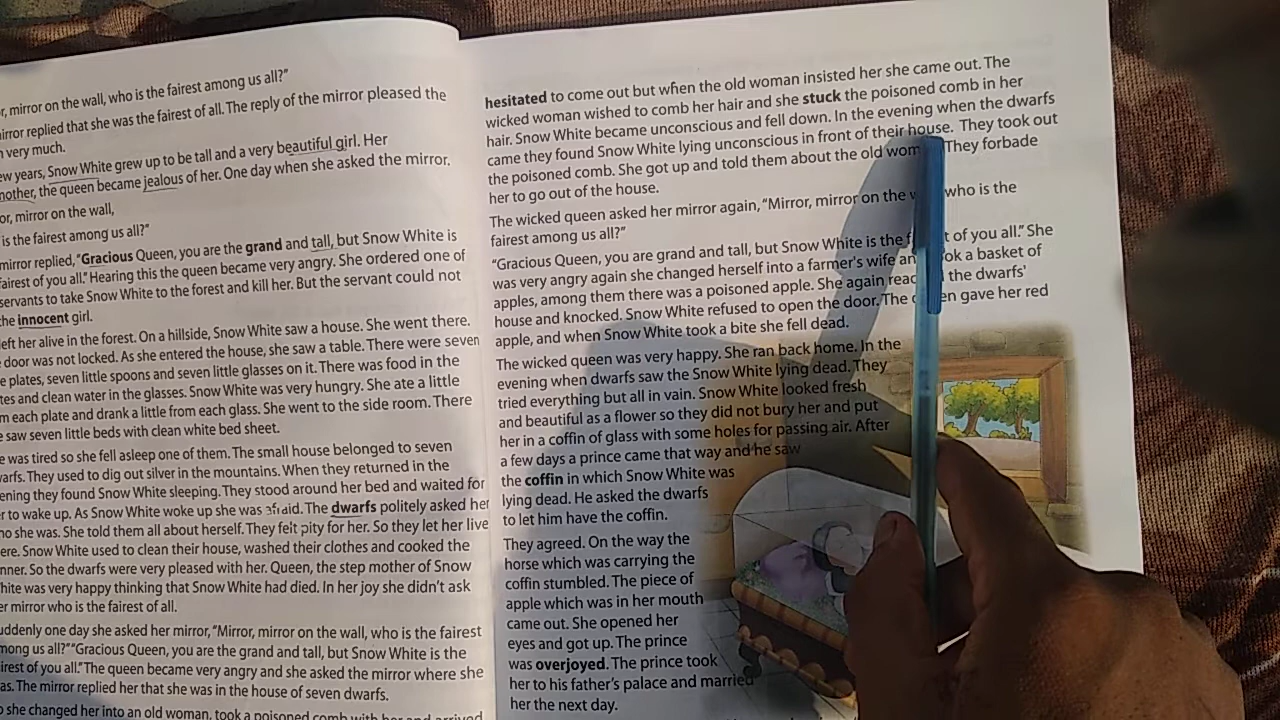 r, mirror on the wall, who is the fairest among us all?"
irror replied that she was the fairest of all. The reply of the mirror pleased the
very much.
ew years, Snow White grew up to be tall and a very beautiful girl. Her
mother, the queen became jealous of her. One day when she asked the mirror.
or, mirror on the wall,
is the fairest among us all?"
mirror replied, "Gracious Queen, you are the grand and tall, but Snow White is
fairest of you all." Hearing this the queen became very angry. She ordered one of
servants to take Snow White to the forest and kill her. But the servant could not
the innocent girl.
left her alive in the forest. On a hillside, Snow White saw a house. She went there.
door was not locked. As she entered the house, she saw a table. There were seven
e plates, seven little spoons and seven little glasses on it. There was food in the
tes and clean water in the glasses. Snow White was very hungry. She ate a little
m each plate and drank a little from each glass. She went to the side room. There
e saw seven little beds with clean white bed sheet.
e was tired so she fell asleep one of them. The small house belonged to seven
arfs. They used to dig out silver in the mountains. When they returned in the
ening they found Snow White sleeping. They stood around her bed and waited for
r to wake up. As Snow White woke up she was afraid. The dwarfs politely asked her
ho she was. She told them all about herself. They felt pity for her. So they let her live
ere. Snow White used to clean their house, washed their clothes and cooked the
nner. So the dwarfs were very pleased with her. Queen, the step mother of Snow
hite was very happy thinking that Snow White had died. In her joy she didn't ask
er mirror who is the fairest of all.
uddenly one day she asked her mirror, "Mirror, mirror on the wall, who is the fairest
mong us all?" "Gracious Queen, you are the grand and tall, but Snow White is the
irest of you all." The queen became very angry and she asked the mirror where she
as. The mirror replied her that she was in the house of seven dwarfs.
o she changed her into an old woman, took a poisoned comb with her and arrived
hesitated to come out but when the old woman insisted her she came out. The
wicked woman wished to comb her hair and she stuck the poisoned comb in her
hair. Snow White became unconscious and fell down. In the evening when the dwarfs
came they found Snow White lying unconscious in front of their house. They took out
the poisoned comb. She got up and told them about the old wom They forbade
her to go out of the house.
The wicked queen asked her mirror again, "Mirror, mirror on the w who is the
fairest among us all?"
"Gracious Queen, you are grand and tall, but Snow White is the f t of you all." She
was very angry again she changed herself into a farmer's wife an ok a basket of
apples, among them there was a poisoned apple. She again reac the dwarfs'
house and knocked. Snow White refused to open the door. The en gave her red
apple, and when Snow White took a bite she fell dead.
The wicked queen was very happy. She ran back home. In the
evening when dwarfs saw the Snow White lying dead. They
tried everything but all in vain. Snow White looked fresh
and beautiful as a flower so they did not bury her and put
her in a coffin of glass with some holes for passing air. After
a few days a prince came that way and he saw
the coffin in which Snow White was
lying dead. He asked the dwarfs
to let him have the coffin.
They agreed. On the way the
horse which was carrying the
coffin stumbled. The piece of
apple which was in her mouth
came out. She opened her
eyes and got up. The prince
was overjoyed. The prince took
her to his father's palace and married
her the next day.